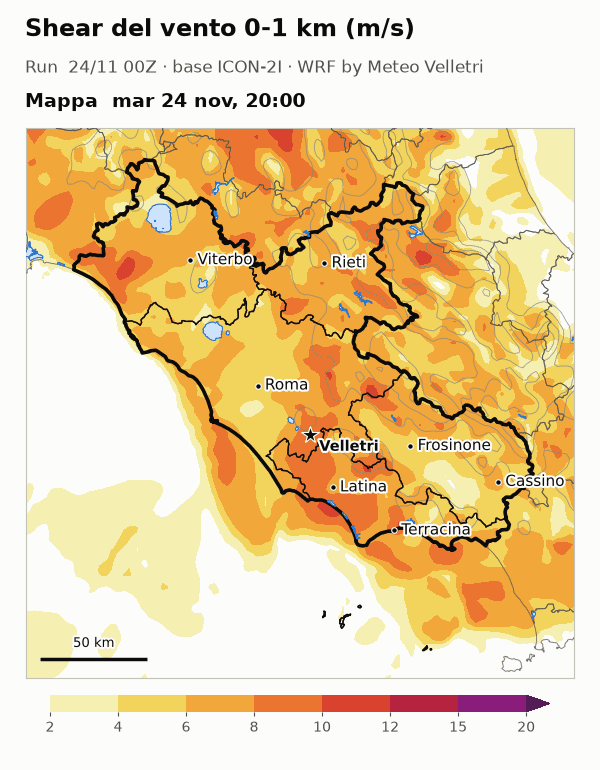 Shear del vento 0-1 km (m/s)
Run  24/11 00Z · base ICON-2I · WRF by Meteo Velletri
Mappa  mar 24 nov, 20:00
Viterbo
Rieti
Roma
Velletri
Frosinone
Latina
Cassino
Terracina
50 km
2 4 6 8 10 12 15 20